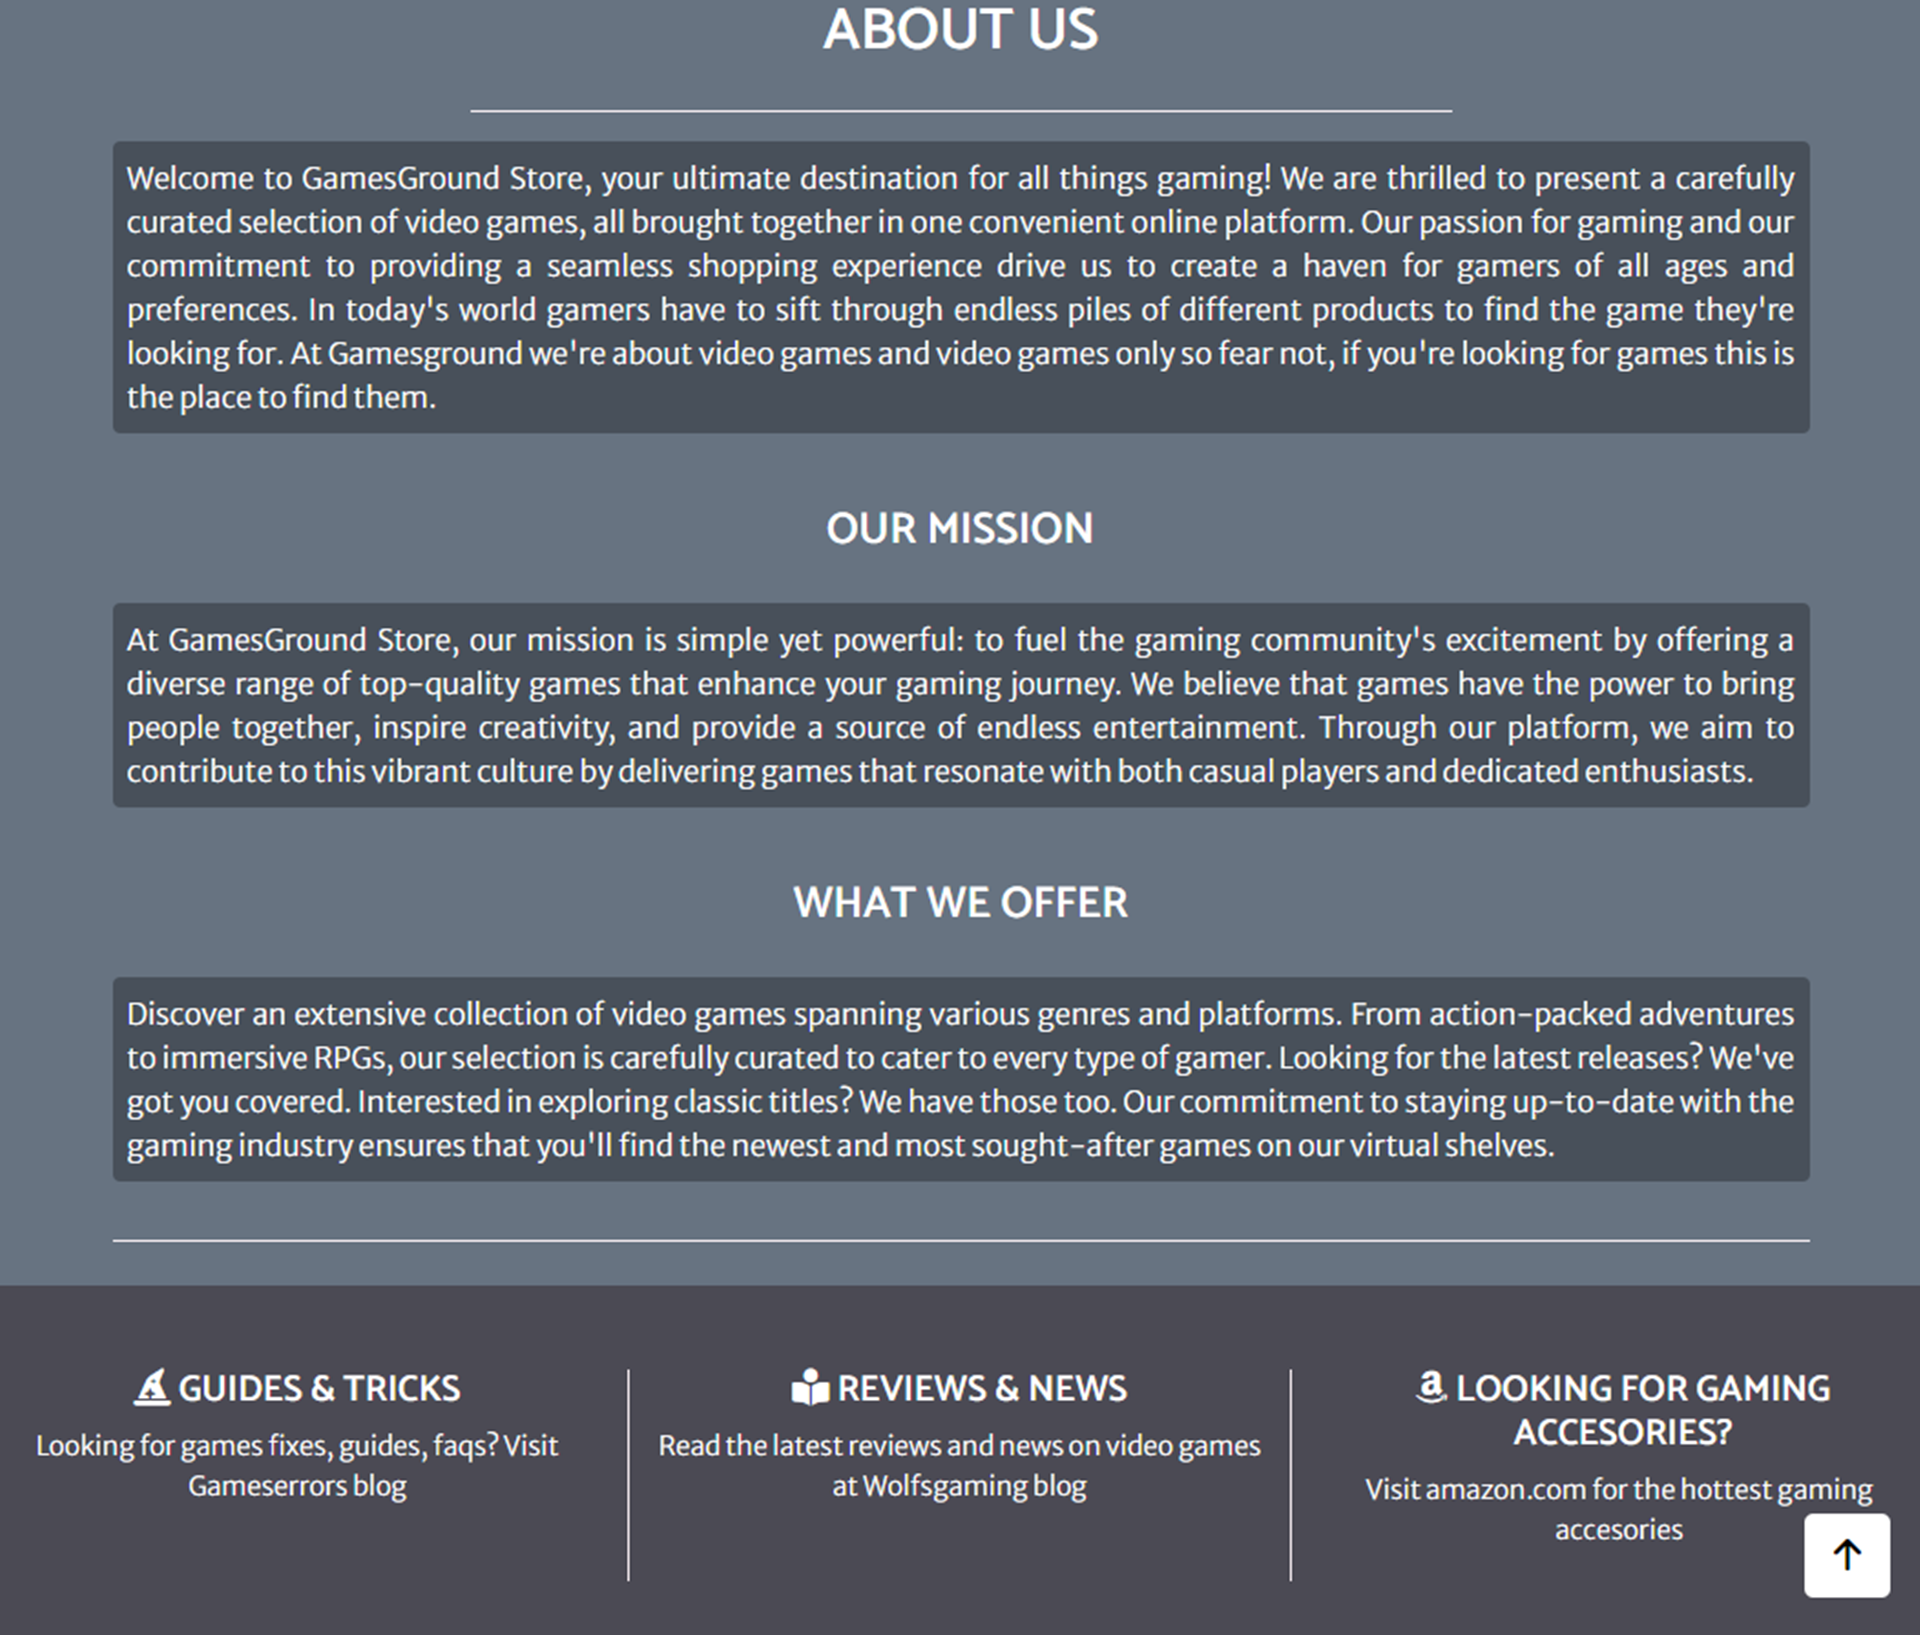 ABOUT US
Welcome to GamesGround Store, your ultimate destination for all things gaming! We are thrilled to present a carefully
curated selection of video games, all brought together in one convenient online platform. Our passion for gaming and our
commitment to providing a seamless shopping experience drive us to create a haven for gamers of all ages and
preferences. In today's world gamers have to sift through endless piles of different products to find the game they're
looking for. At Gamesground we're about video games and video games only so fear not, if you're looking for games this is
the place to find them.
OUR MISSION
At GamesGround Store, our mission is simple yet powerful: to fuel the gaming community's excitement by offering a
diverse range of top-quality games that enhance your gaming journey. We believe that games have the power to bring
people together, inspire creativity, and provide a source of endless entertainment. Through our platform, we aim to
contribute to this vibrant culture by delivering games that resonate with both casual players and dedicated enthusiasts.
WHAT WE OFFER
Discover an extensive collection of video games spanning various genres and platforms. From action-packed adventures
to immersive RPGs, our selection is carefully curated to cater to every type of gamer. Looking for the latest releases? We've
got you covered. Interested in exploring classic titles? We have those too. Our commitment to staying up-to-date with the
gaming industry ensures that you'll find the newest and most sought-after games on our virtual shelves.
GUIDES & TRICKS
Looking for games fixes, guides, faqs? Visit
Gameserrors blog
REVIEWS & NEWS
Read the latest reviews and news on video games
at Wolfsgaming blog
LOOKING FOR GAMING
ACCESORIES?
Visit amazon.com for the hottest gaming
accesories